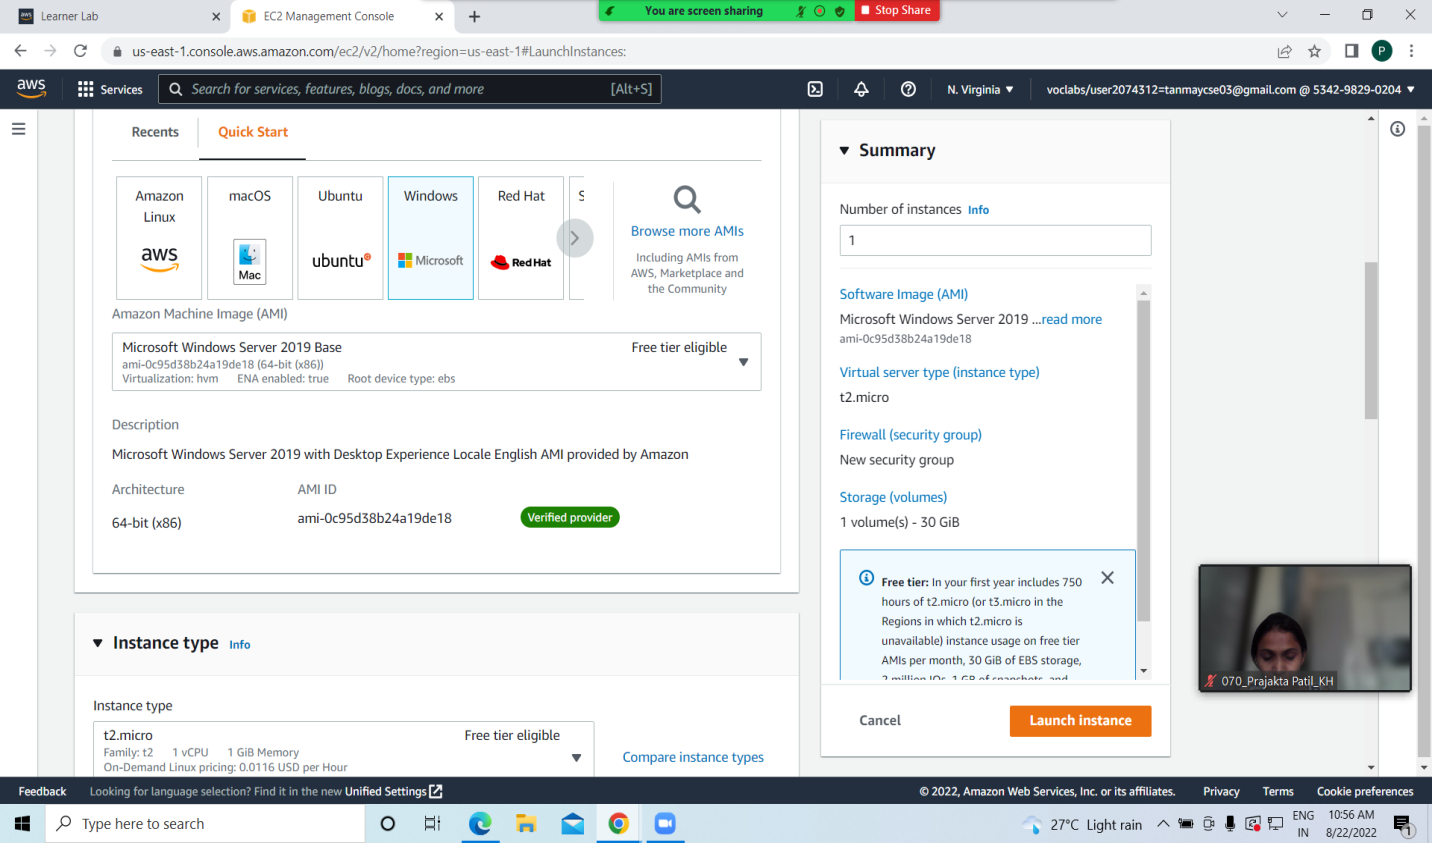 Learner Lab
EC2 Management Console
You are screen sharing
Stop Share
us-east-1.console.aws.amazon.com/ec2/v2/home?region=us-east-1#LaunchInstances:
P
aws
Services
Search for services, features, blogs, docs, and more
[Alt+S]
N. Virginia
voclabs/user2074312=tanmaycse03@gmail.com @ 5342-9829-0204
Recents
Quick Start
Amazon
Linux
aws
macOS
Mac
Ubuntu
ubuntu
Windows
Microsoft
Red Hat
Red Hat
S
Browse more AMIs
Including AMIs from
AWS, Marketplace and
the Community
Amazon Machine Image (AMI)
Microsoft Windows Server 2019 Base
Free tier eligible
ami-0c95d38b24a19de18 (64-bit (x86))
Virtualization: hvm ENA enabled: true Root device type: ebs
Description
Microsoft Windows Server 2019 with Desktop Experience Locale English AMI provided by Amazon
Architecture
AMI ID
64-bit (x86)
ami-0c95d38b24a19de18
Verified provider
Instance type
Info
Instance type
t2.micro
Free tier eligible
Family: t2 1 vCPU 1 GiB Memory
On-Demand Linux pricing: 0.0116 USD per Hour
Compare instance types
Summary
Number of instances Info
1
Software Image (AMI)
Microsoft Windows Server 2019 ...read more
ami-0c95d38b24a19de18
Virtual server type (instance type)
t2.micro
Firewall (security group)
New security group
Storage (volumes)
1 volume(s) - 30 GiB
Free tier: In your first year includes 750
hours of t2.micro (or t3.micro in the
Regions in which t2.micro is
unavailable) instance usage on free tier
AMIs per month, 30 GiB of EBS storage,
2 million IOs, 1 GB of snapshots, and
Cancel
Launch instance
070_Prajakta Patil_KH
Feedback
Looking for language selection? Find it in the new Unified Settings
© 2022, Amazon Web Services, Inc. or its affiliates.
Privacy
Terms
Cookie preferences
Type here to search
27°C Light rain
ENG
IN
10:56 AM
8/22/2022
1